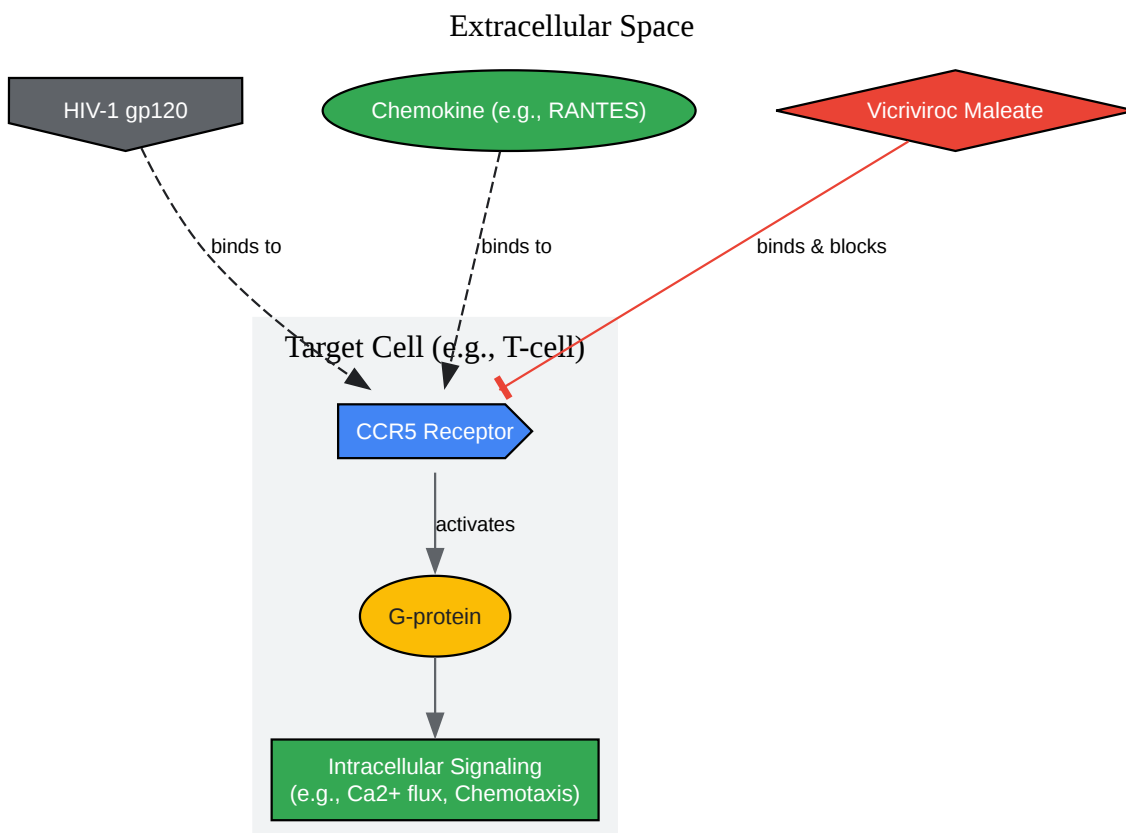 Extracellular Space
HIV-1 gp120
Chemokine (e.g., RANTES)
Vicriviroc Maleate
binds to
binds to
binds & blocks
Target Cell (e.g., T-cell)
CCR5 Receptor
activates
G-protein
Intracellular Signaling
(e.g., Ca2+ flux, Chemotaxis)